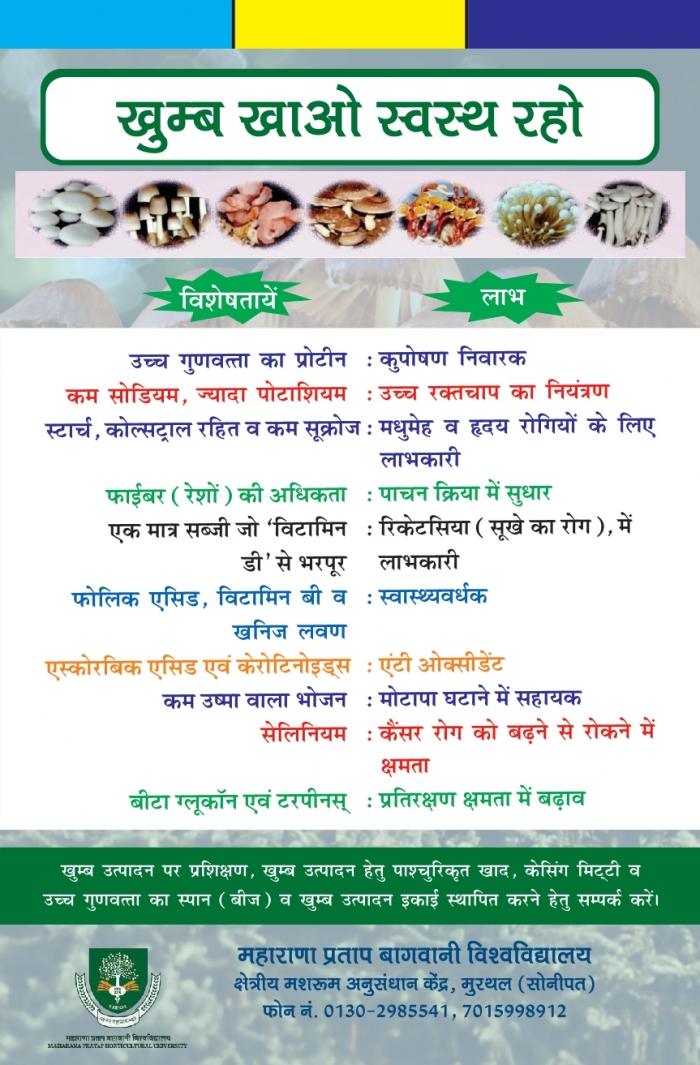 खुम्ब खाओ स्वस्थ रहो
विशेषतायें
लाभ
उच्च गुणवत्ता का प्रोटीन : कुपोषण निवारक
कम सोडियम, ज्यादा पोटाशियम : उच्च रक्तचाप का नियंत्रण
स्टार्च, कोल्सट्राल रहित व कम सूक्रोज : मधुमेह व हृदय रोगियों के लिए
लाभकारी
फाईबर ( रेशों ) की अधिकता : पाचन क्रिया में सुधार
एक मात्र सब्जी जो ‘विटामिन : रिकेटसिया ( सूखे का रोग ), में
डी’ से भरपूर लाभकारी
फोलिक एसिड, विटामिन बी व : स्वास्थ्यवर्धक
खनिज लवण
एस्कोरबिक एसिड एवं केरोटिनोइड्स : एंटी ओक्सीडेंट
कम उष्मा वाला भोजन : मोटापा घटाने में सहायक
सेलिनियम : कैंसर रोग को बढ़ने से रोकने में
क्षमता
बीटा ग्लूकॉन एवं टरपीनस् : प्रतिरक्षण क्षमता में बढ़ाव
खुम्ब उत्पादन पर प्रशिक्षण, खुम्ब उत्पादन हेतु पाश्चुरिकृत खाद, केसिंग मिट्टी व
उच्च गुणवत्ता का स्पान ( बीज ) व खुम्ब उत्पादन इकाई स्थापित करने हेतु सम्पर्क करें।
महाराणा प्रताप बागवानी विश्वविद्यालय
क्षेत्रीय मशरूम अनुसंधान केंद्र, मुरथल (सोनीपत)
फोन नं. 0130-2985541, 7015998912
महाराणा प्रताप बागवानी विश्वविद्यालय
MAHARANA PRATAP HORTICULTURAL UNIVERSITY